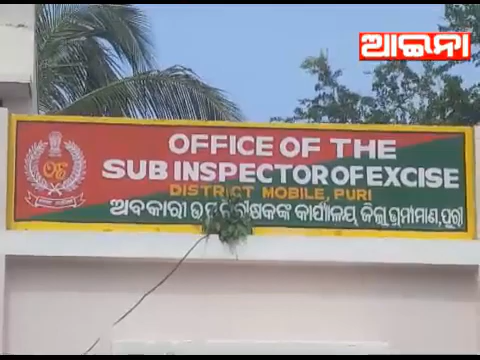 ଆଇନା
OFFICE OF THE
SUB INSPECTOR OF EXCISE
DISTRICT MOBILE, PURI
ଅବକାରୀ କାର୍ଯ୍ୟାଳୟ ଜିଲ୍ଲା ଭ୍ରାମ୍ୟମାଣ,ପୁରୀ